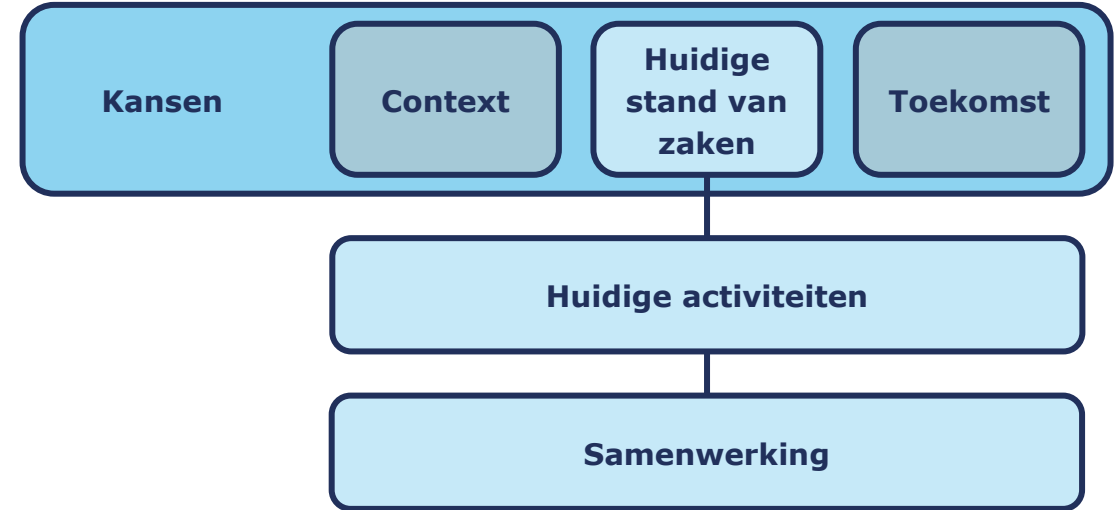 Kansen
Context
Huidige
stand van
zaken
Toekomst
Huidige activiteiten
Samenwerking